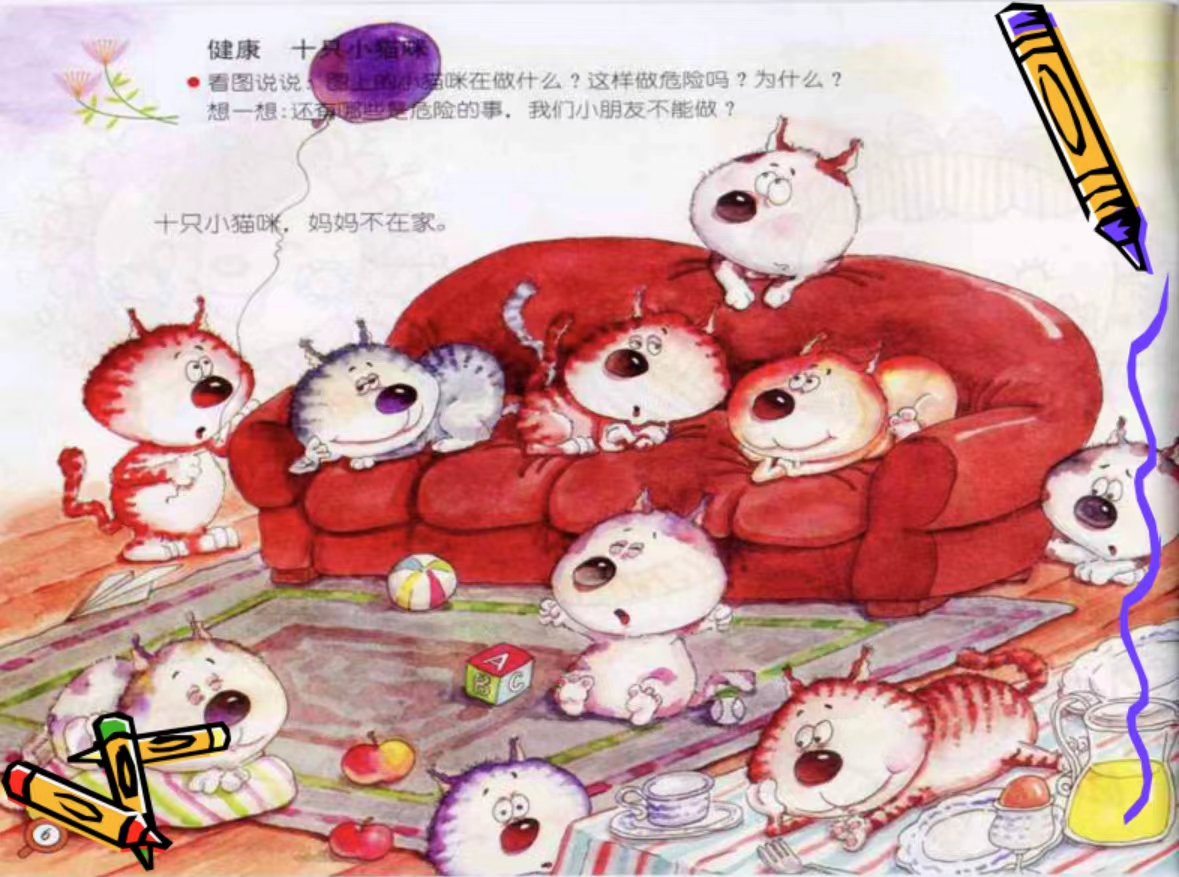 健康 十只小猫咪
看图说说：图上的小猫咪在做什么？这样做危险吗？为什么？
想一想：还有哪些是危险的事，我们小朋友不能做？
十只小猫咪，妈妈不在家。
A
B C
6